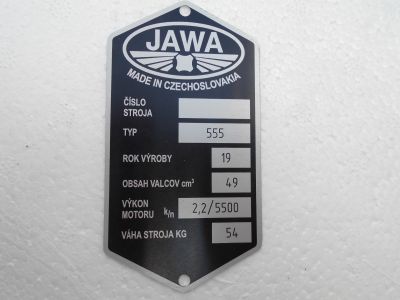 JAWA
MADE IN CZECHOSLOVAKIA
ČÍSLO
STROJA
TYP 555
ROK VÝROBY 19
OBSAH VALCOV cm³ 49
VÝKON
MOTORU k/n 2,2/5500
VÁHA STROJA KG 54